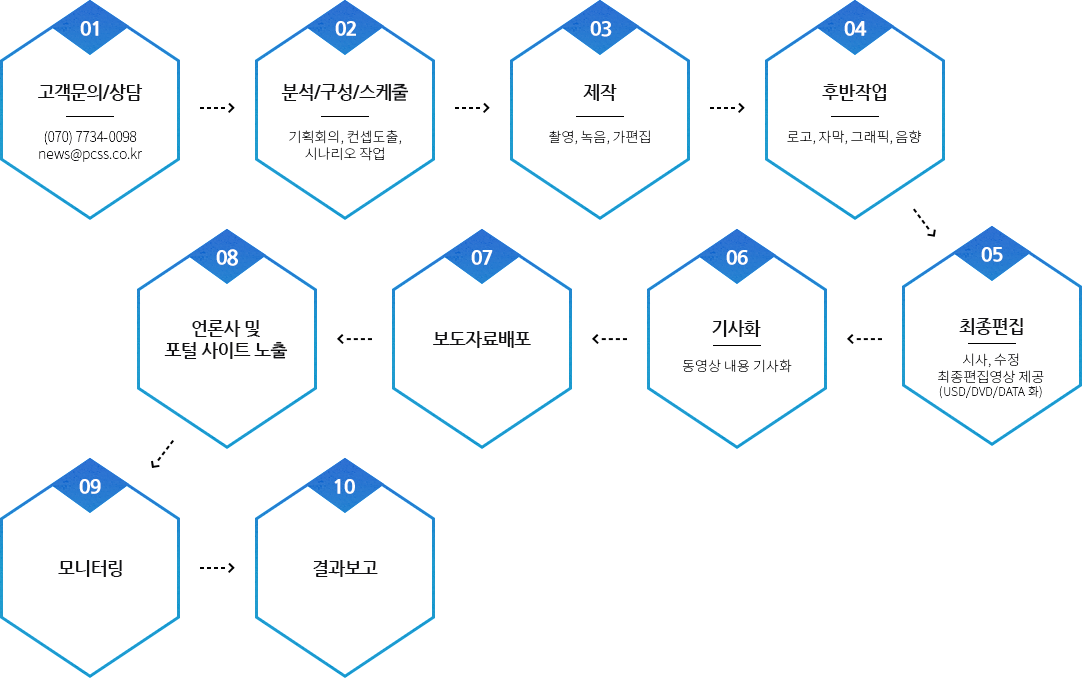 01
고객문의/상담
(070) 7734-0098
news@pcss.co.kr
02
분석/구성/스케줄
기획회의, 컨셉도출,
시나리오 작업
03
제작
촬영, 녹음, 가편집
04
후반작업
로고, 자막, 그래픽, 음향
05
최종편집
시사, 수정
최종편집영상 제공
(USD/DVD/DATA 화)
06
기사화
동영상 내용 기사화
07
보도자료배포
08
언론사 및
포털 사이트 노출
09
모니터링
10
결과보고